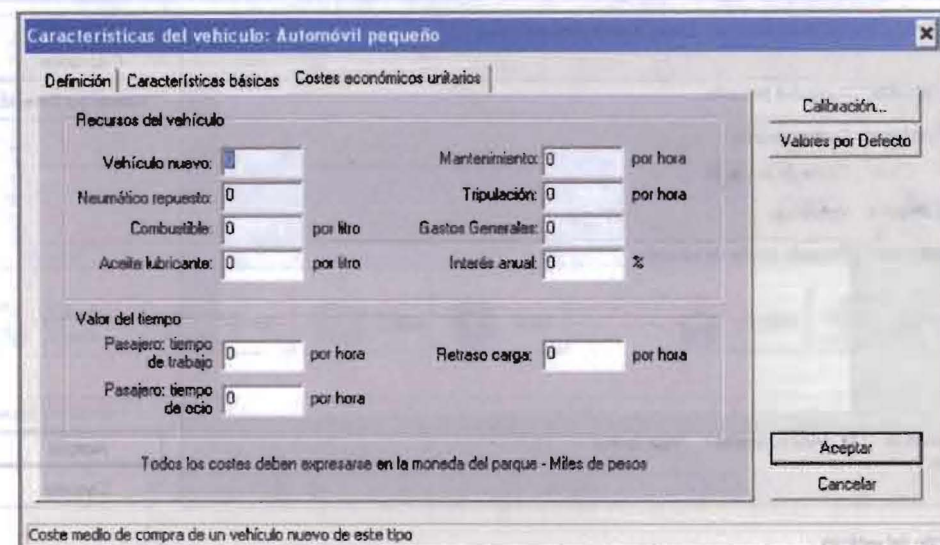 Características del vehículo: Automóvil pequeño
Definición Características básicas Costes económicos unitarios
Calibración...
Valores por Defecto
Recursos del vehículo
Vehículo nuevo: 0 Mantenimiento: 0 por hora
Neumático repuesto: 0 Tripulación: 0 por hora
Combustible: 0 por litro Gastos Generales: 0
Aceite lubricante: 0 por litro Interés anual: 0 %
Valor del tiempo
Pasajero: tiempo de trabajo 0 por hora Retraso carga: 0 por hora
Pasajero: tiempo de ocio 0 por hora
Todos los costes deben expresarse en la moneda del parque - Miles de pesos
Aceptar
Cancelar
Coste medio de compra de un vehículo nuevo de este tipo